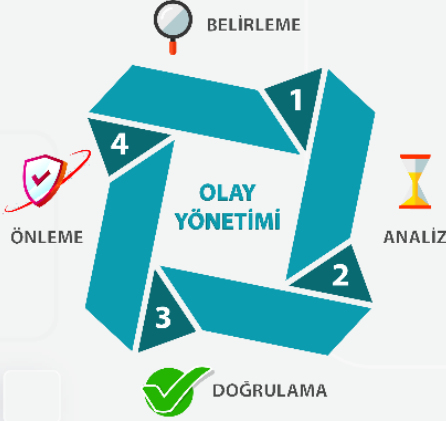 BELİRLEME
1
4
OLAY
YÖNETİMİ
ÖNLEME
ANALİZ
2
3
DOĞRULAMA